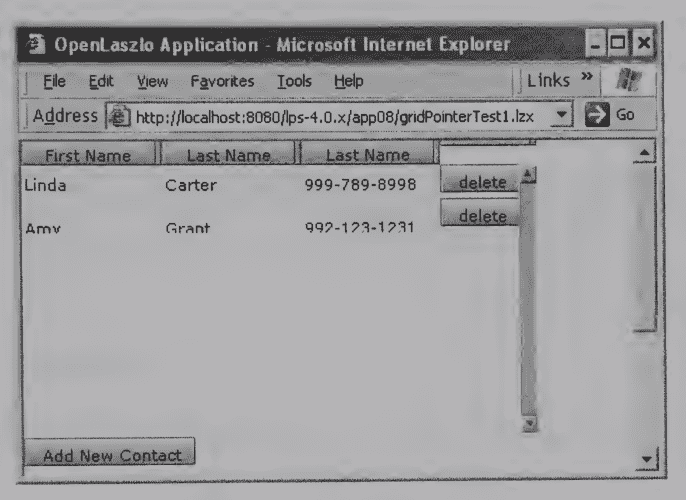 OpenLaszlo Application - Microsoft Internet Explorer
File Edit View Favorites Tools Help Links »
Address http://localhost:8080/lps-4.0.x/app08/gridPointerTest1.lzx Go
First Name Last Name Last Name
Linda Carter 999-789-8998 delete
Amy Grant 992-123-1231 delete
Add New Contact